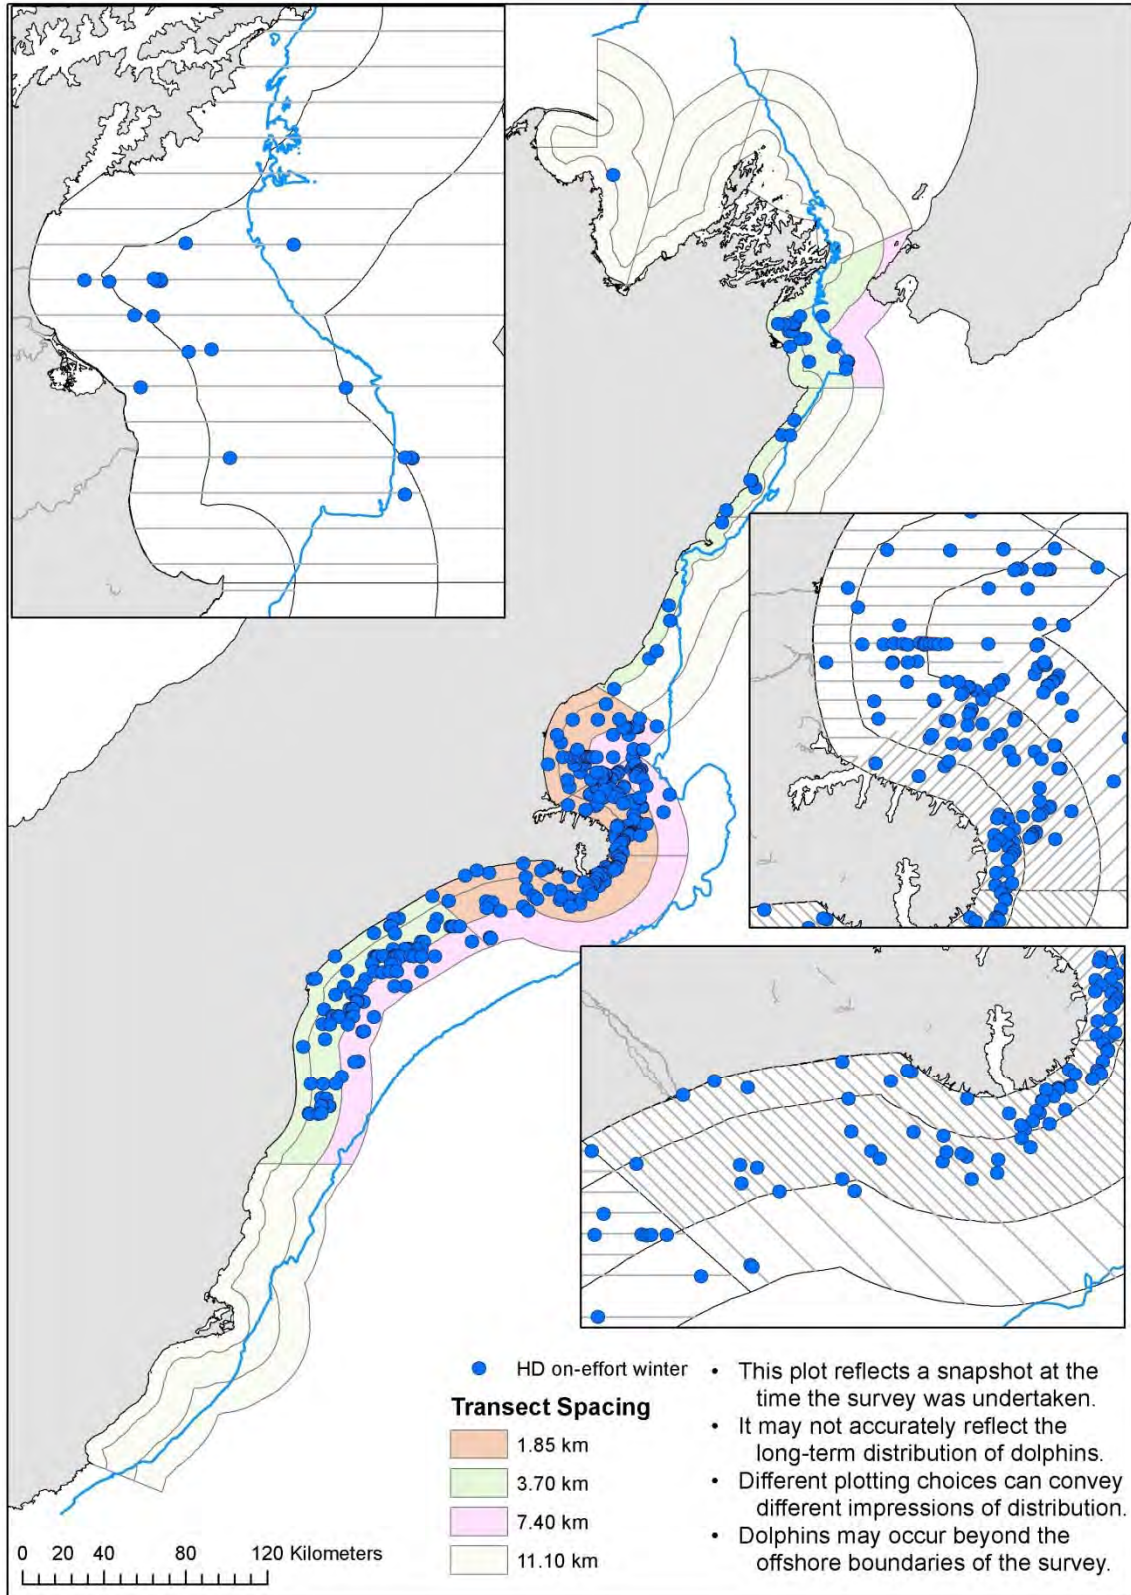 HD on-effort winter
Transect Spacing
1.85 km
3.70 km
7.40 km
11.10 km
• This plot reflects a snapshot at the
time the survey was undertaken.
• It may not accurately reflect the
long-term distribution of dolphins.
• Different plotting choices can convey
different impressions of distribution.
• Dolphins may occur beyond the
offshore boundaries of the survey.
0 20 40 80 120 Kilometers